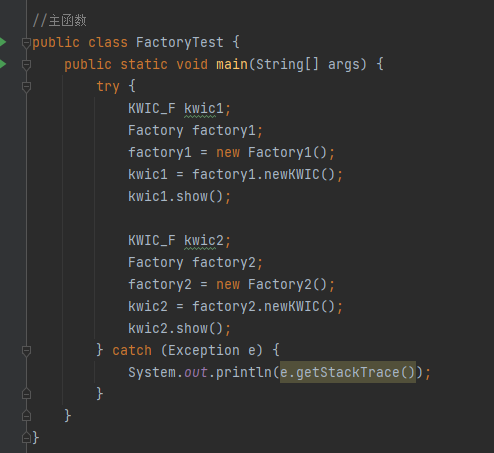 //主函数
public class FactoryTest {
public static void main(String[] args) {
try {
KWIC_F kwic1;
Factory factory1;
factory1 = new Factory1();
kwic1 = factory1.newKWIC();
kwic1.show();
KWIC_F kwic2;
Factory factory2;
factory2 = new Factory2();
kwic2 = factory2.newKWIC();
kwic2.show();
} catch (Exception e) {
System.out.println(e.getStackTrace());
}
}
}